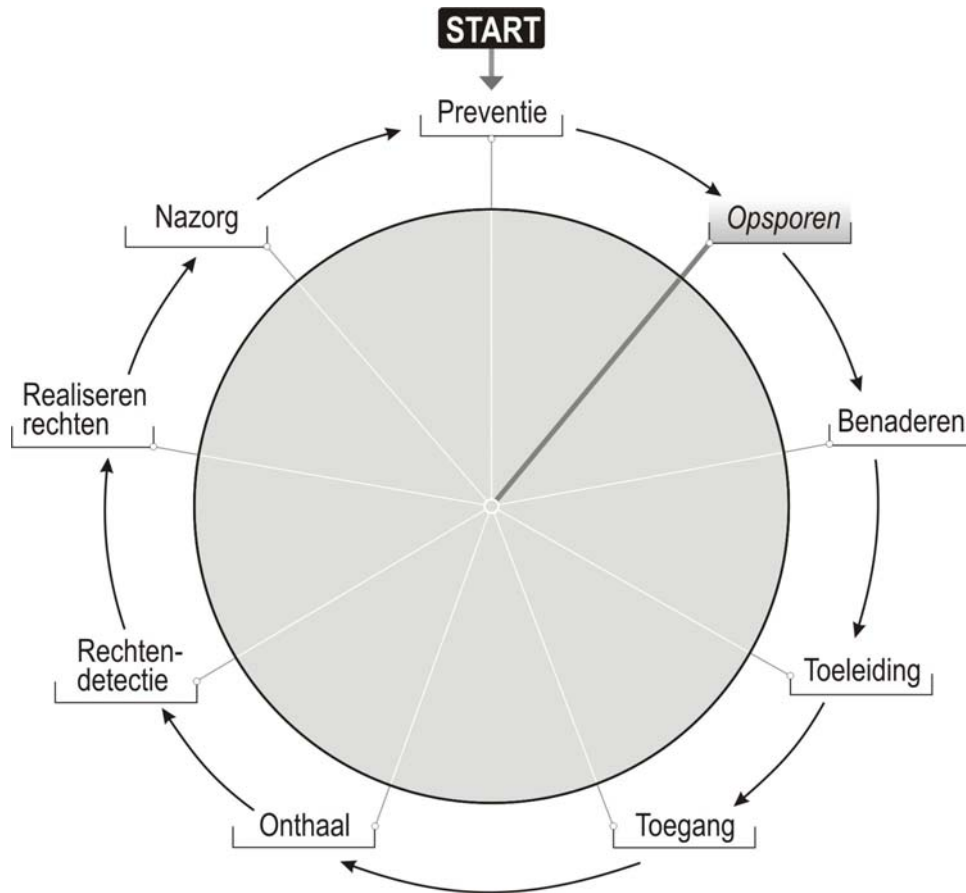 START
Preventie
Opsporen
Benaderen
Toeleiding
Toegang
Onthaal
Rechten-
detectie
Realiseren
rechten
Nazorg